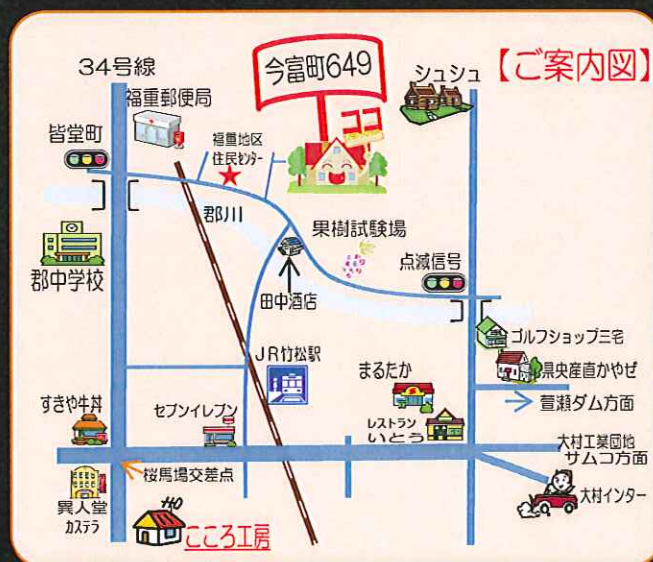 34号線
今富町649
シュシュ
【ご案内図】
福重郵便局
皆堂町
福重地区
住民センター
ココ
郡川
果樹試験場
点滅信号
郡中学校
田中酒店
ゴルフショップ三宅
JR竹松駅
まるたか
県央産直かやぜ
萱瀬ダム方面
すきや牛丼
セブンイレブン
レストラン
いとう
大村工業団地
サムコ方面
桜馬場交差点
大村インター
異人堂
カステラ
こころ工房